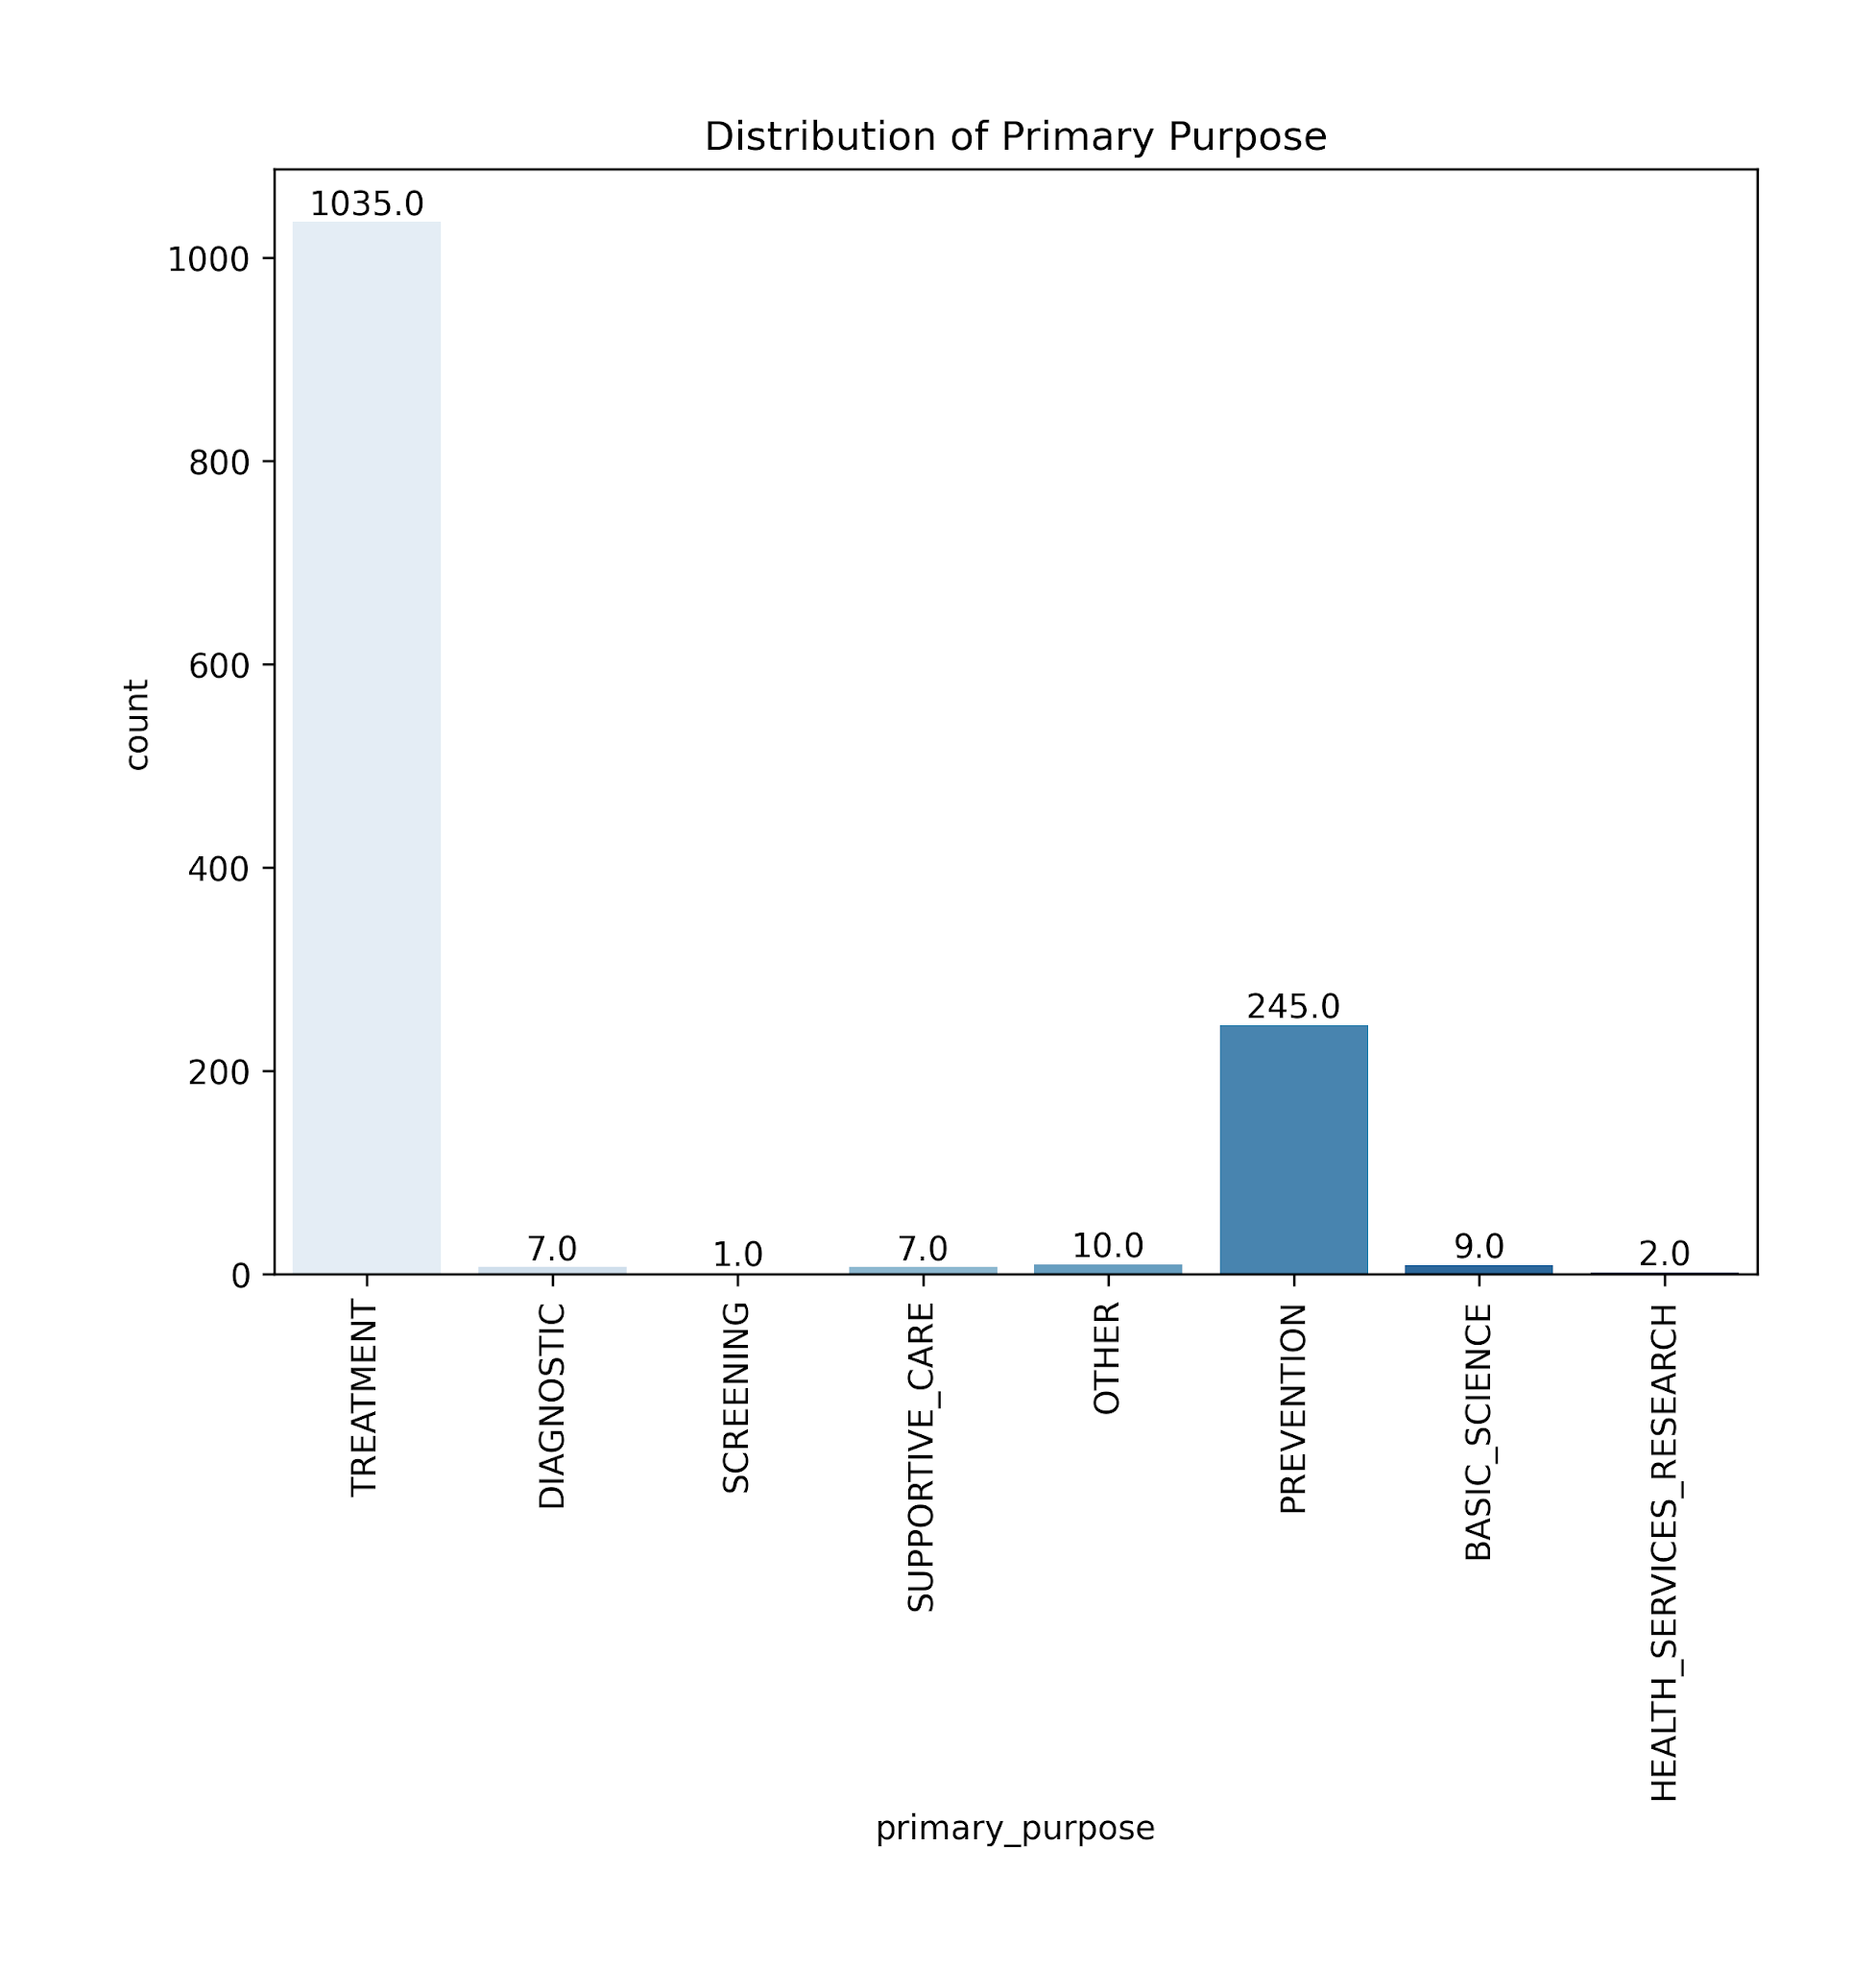 Distribution of Primary Purpose
1035.0
1000
800
600
count
400
245.0
200
7.0
1.0
7.0
10.0
9.0
2.0
0
TREATMENT
DIAGNOSTIC
SCREENING
SUPPORTIVE_CARE
OTHER
PREVENTION
BASIC_SCIENCE
HEALTH_SERVICES_RESEARCH
primary_purpose